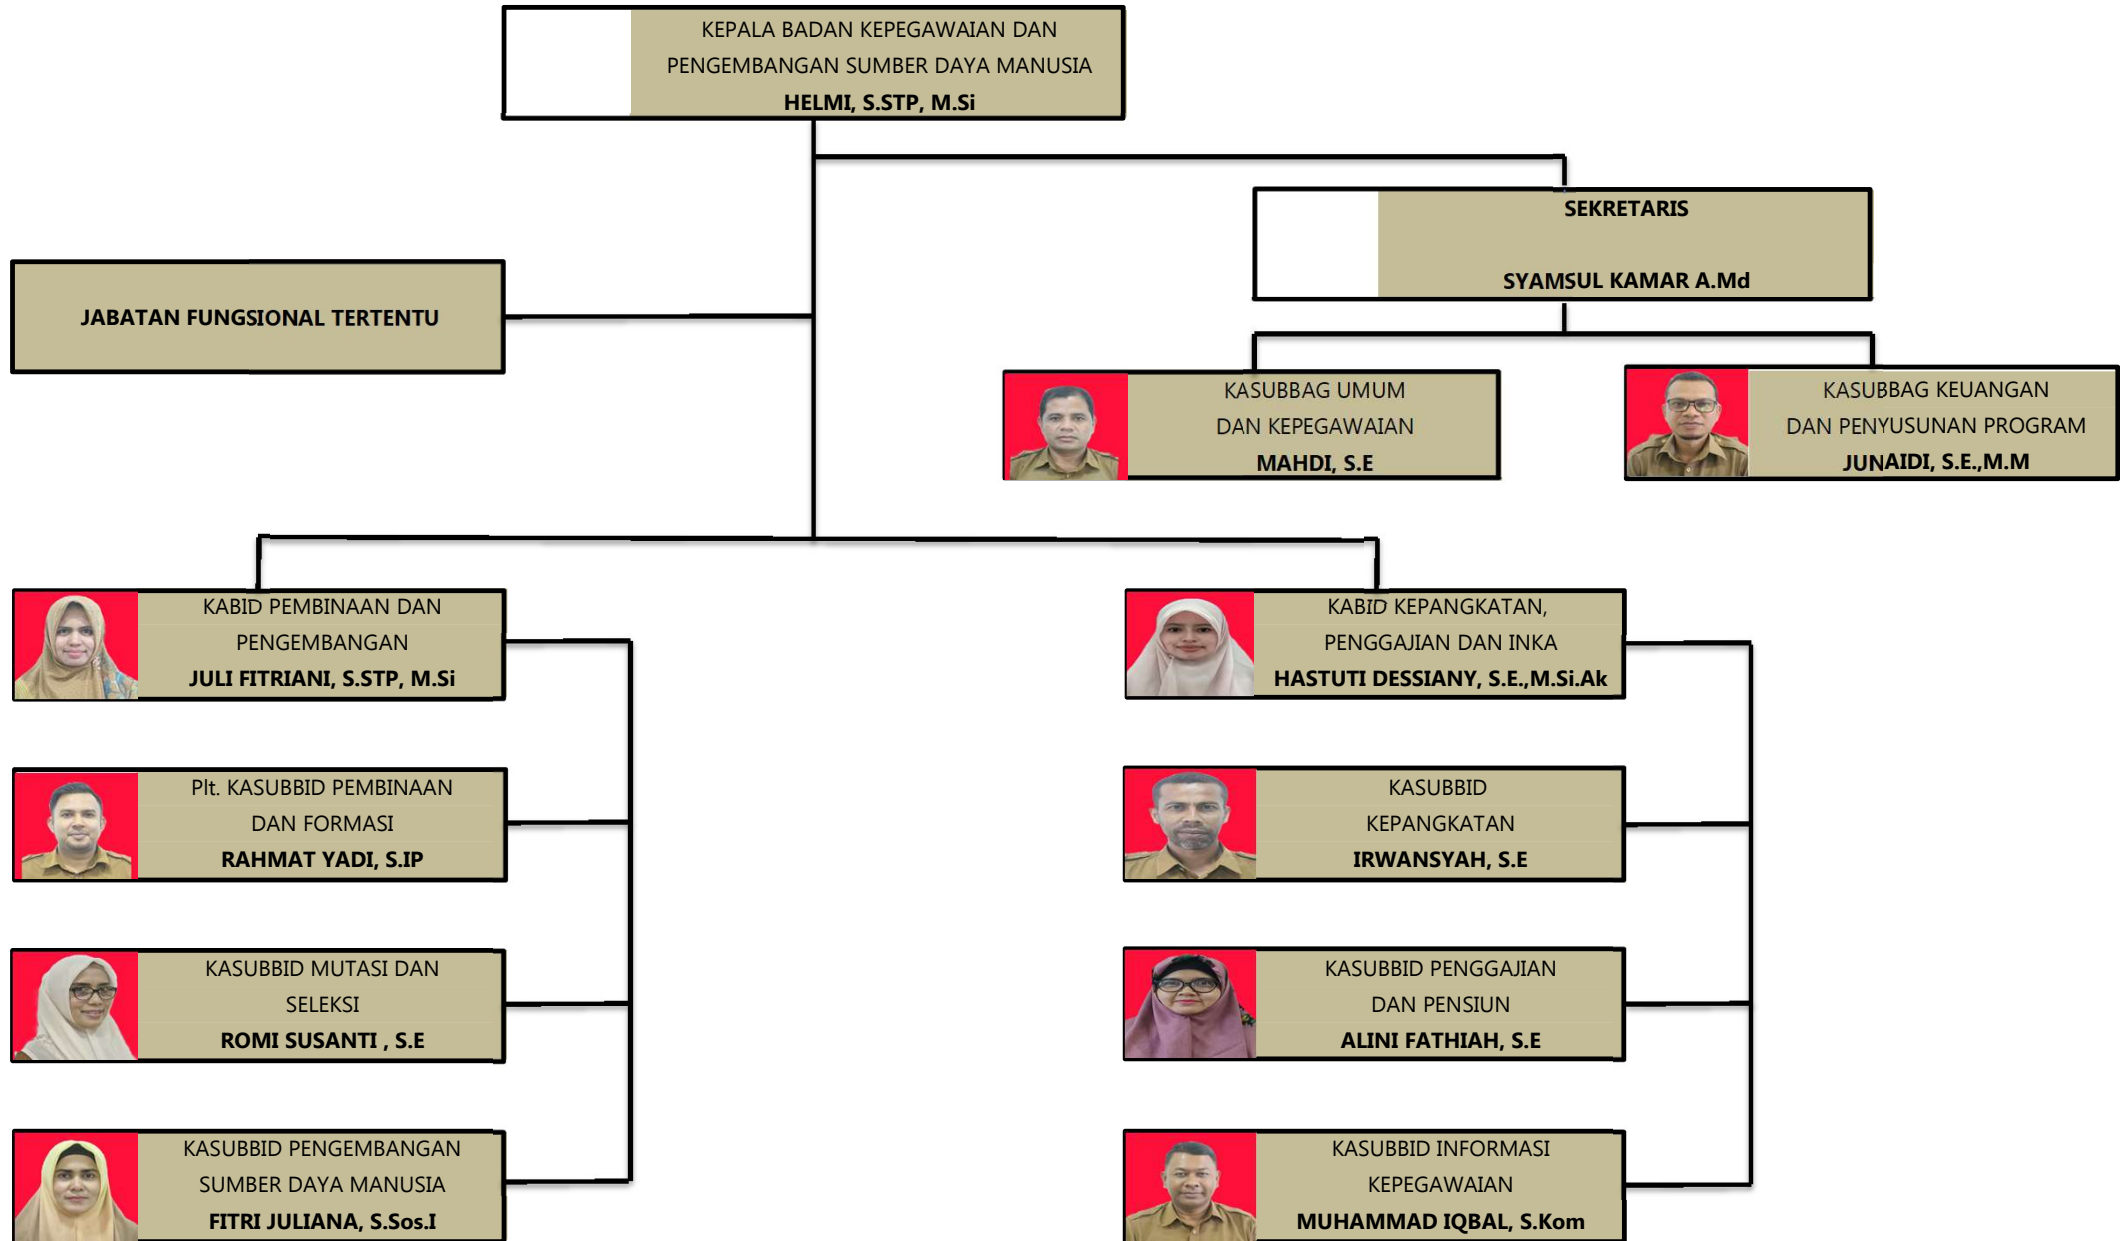 KEPALA BADAN KEPEGAWAIAN DAN
PENGEMBANGAN SUMBER DAYA MANUSIA
HELMI, S.STP, M.Si
SEKRETARIS
SYAMSUL KAMAR A.Md
JABATAN FUNGSIONAL TERTENTU
KASUBBAG UMUM
DAN KEPEGAWAIAN
MAHDI, S.E
KASUBBAG KEUANGAN
DAN PENYUSUNAN PROGRAM
JUNAIDI, S.E.,M.M
KABID PEMBINAAN DAN
PENGEMBANGAN
JULI FITRIANI, S.STP, M.Si
Plt. KASUBBID PEMBINAAN
DAN FORMASI
RAHMAT YADI, S.IP
KASUBBID MUTASI DAN
SELEKSI
ROMI SUSANTI , S.E
KASUBBID PENGEMBANGAN
SUMBER DAYA MANUSIA
FITRI JULIANA, S.Sos.I
KABID KEPANGKATAN,
PENGGAJIAN DAN INKA
HASTUTI DESSIANY, S.E.,M.Si.Ak
KASUBBID
KEPANGKATAN
IRWANSYAH, S.E
KASUBBID PENGGAJIAN
DAN PENSIUN
ALINI FATHIAH, S.E
KASUBBID INFORMASI
KEPEGAWAIAN
MUHAMMAD IQBAL, S.Kom